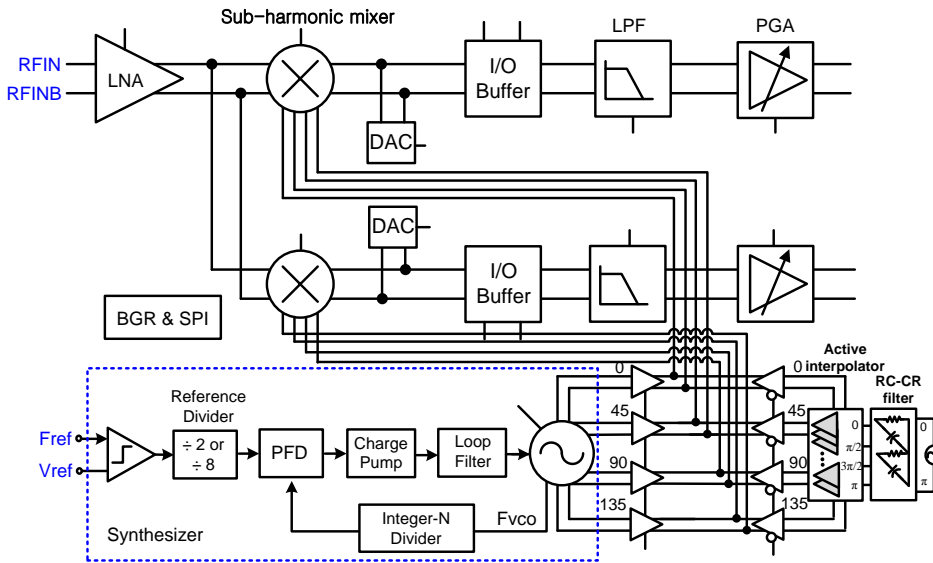 Sub-harmonic mixer
LPF
PGA
RFIN
RFINB
LNA
I/O
Buffer
DAC
DAC
I/O
Buffer
BGR & SPI
Active
interpolator
RC-CR
filter
0
45
90
135
0
45
90
135
0
π/2
3π/2
π
0
π
Reference
Divider
Fref
Vref
÷ 2 or
÷ 8
PFD
Charge
Pump
Loop
Filter
Integer-N
Divider
Fvco
Synthesizer